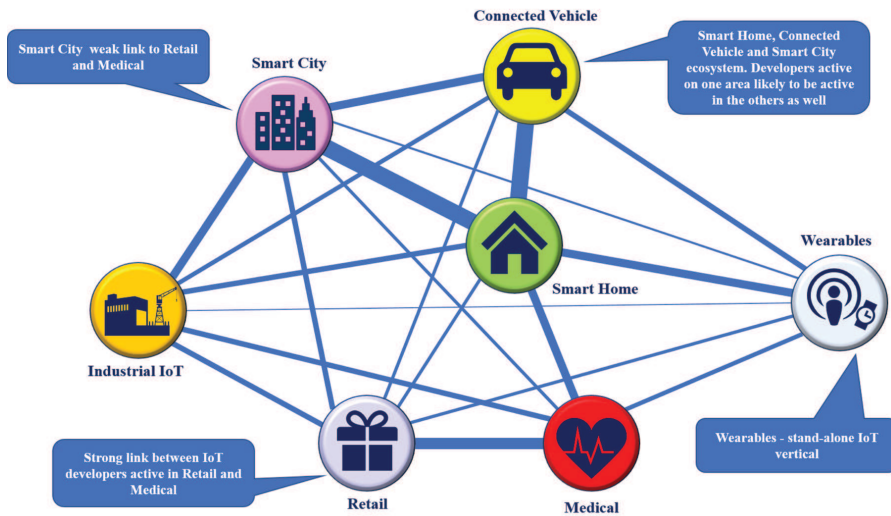 Connected Vehicle
Smart City weak link to Retail
and Medical
Smart Home, Connected
Vehicle and Smart City
ecosystem. Developers active
on one area likely to be active
in the others as well
Smart City
Wearables
Smart Home
Industrial IoT
Strong link between IoT
developers active in Retail and
Medical
Wearables - stand-alone IoT
vertical
Retail
Medical